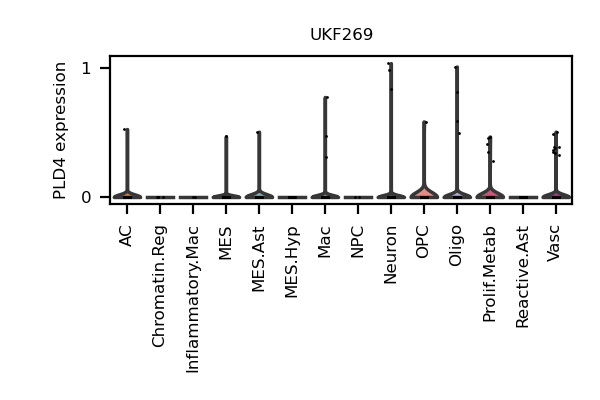 UKF269
PLD4 expression
1
0
AC
Chromatin.Reg
Inflammatory.Mac
MES
MES.Ast
MES.Hyp
Mac
NPC
Neuron
OPC
Oligo
Prolif.Metab
Reactive.Ast
Vasc